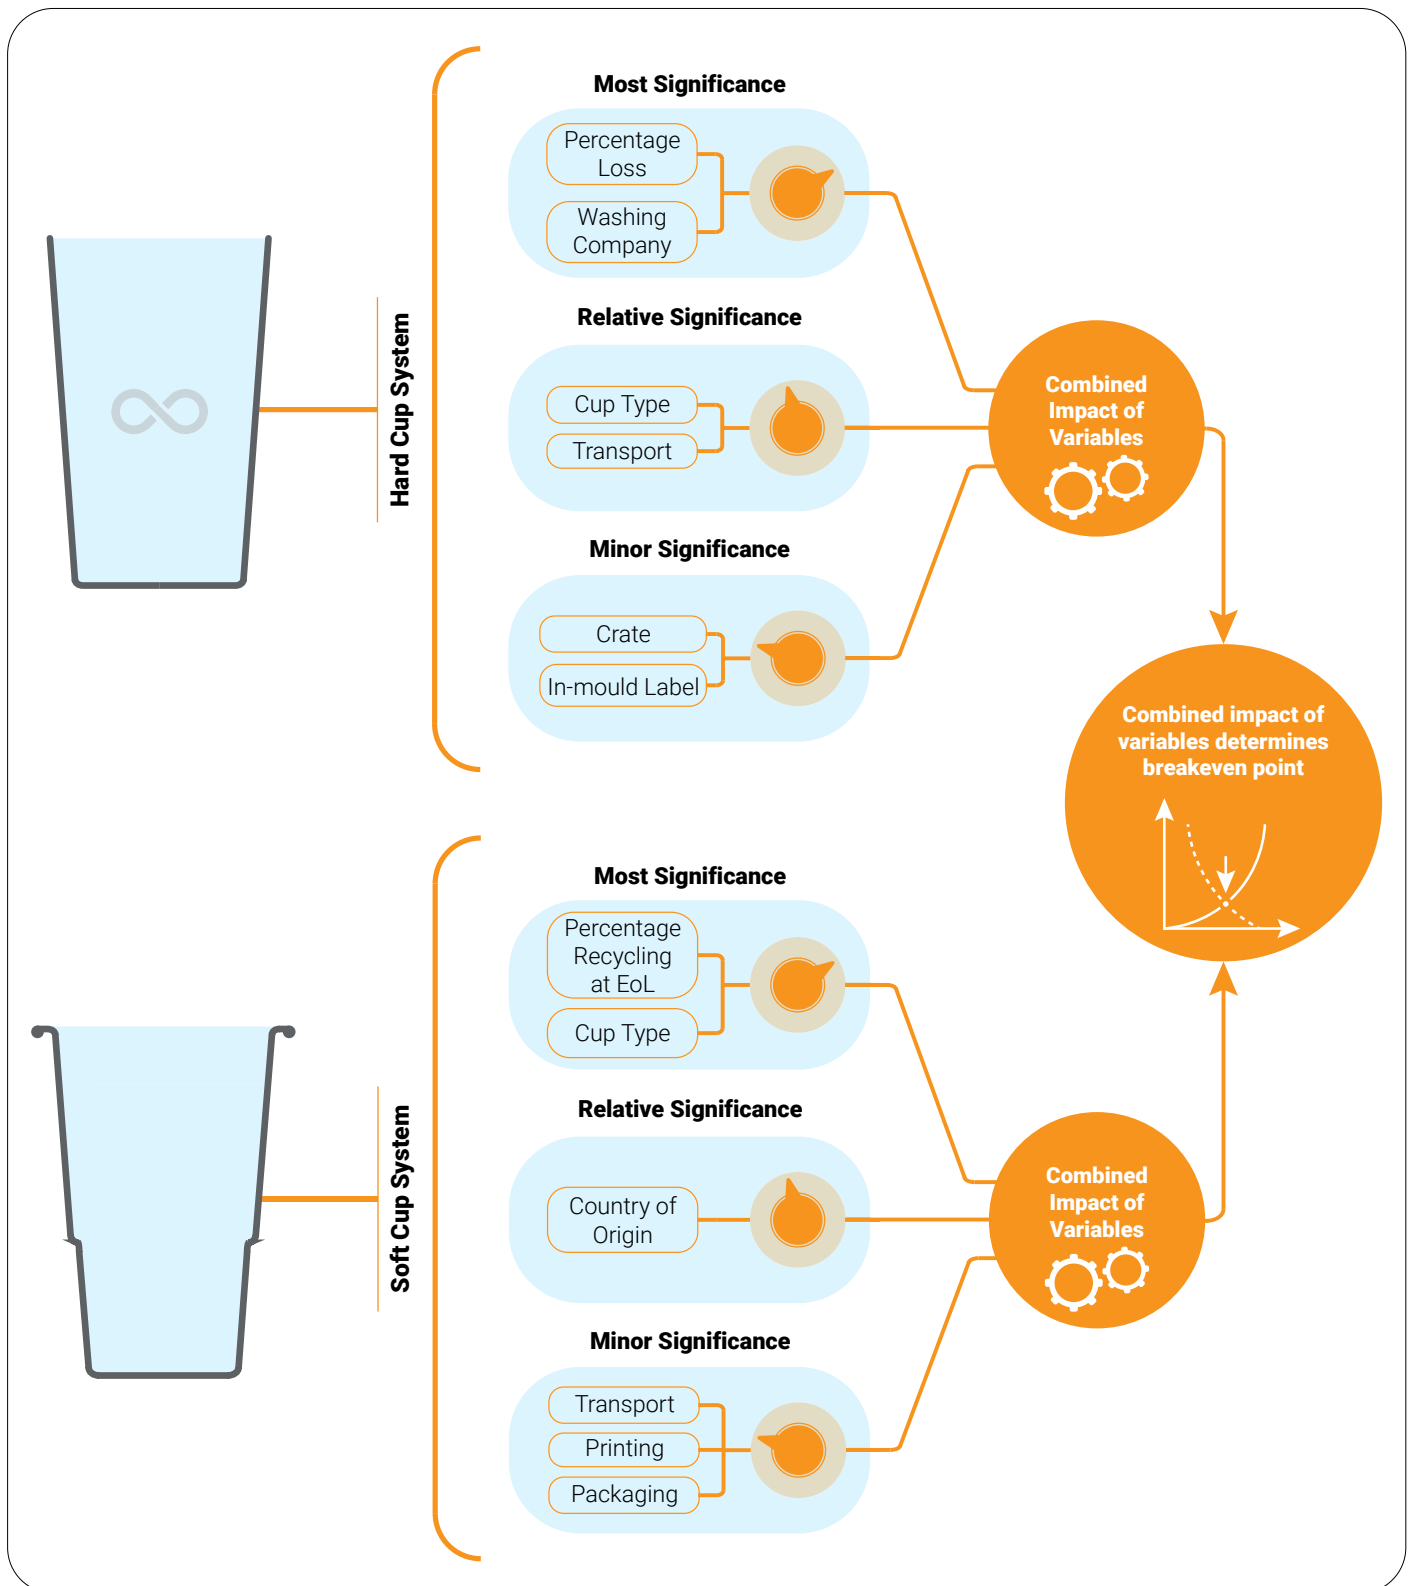 Hard Cup System
Most Significance
Percentage
Loss
Washing
Company
Relative Significance
Cup Type
Transport
Minor Significance
Crate
In-mould Label
Combined
Impact of
Variables
Combined impact of
variables determines
breakeven point
Soft Cup System
Most Significance
Percentage
Recycling
at EoL
Cup Type
Relative Significance
Country of
Origin
Minor Significance
Transport
Printing
Packaging
Combined
Impact of
Variables